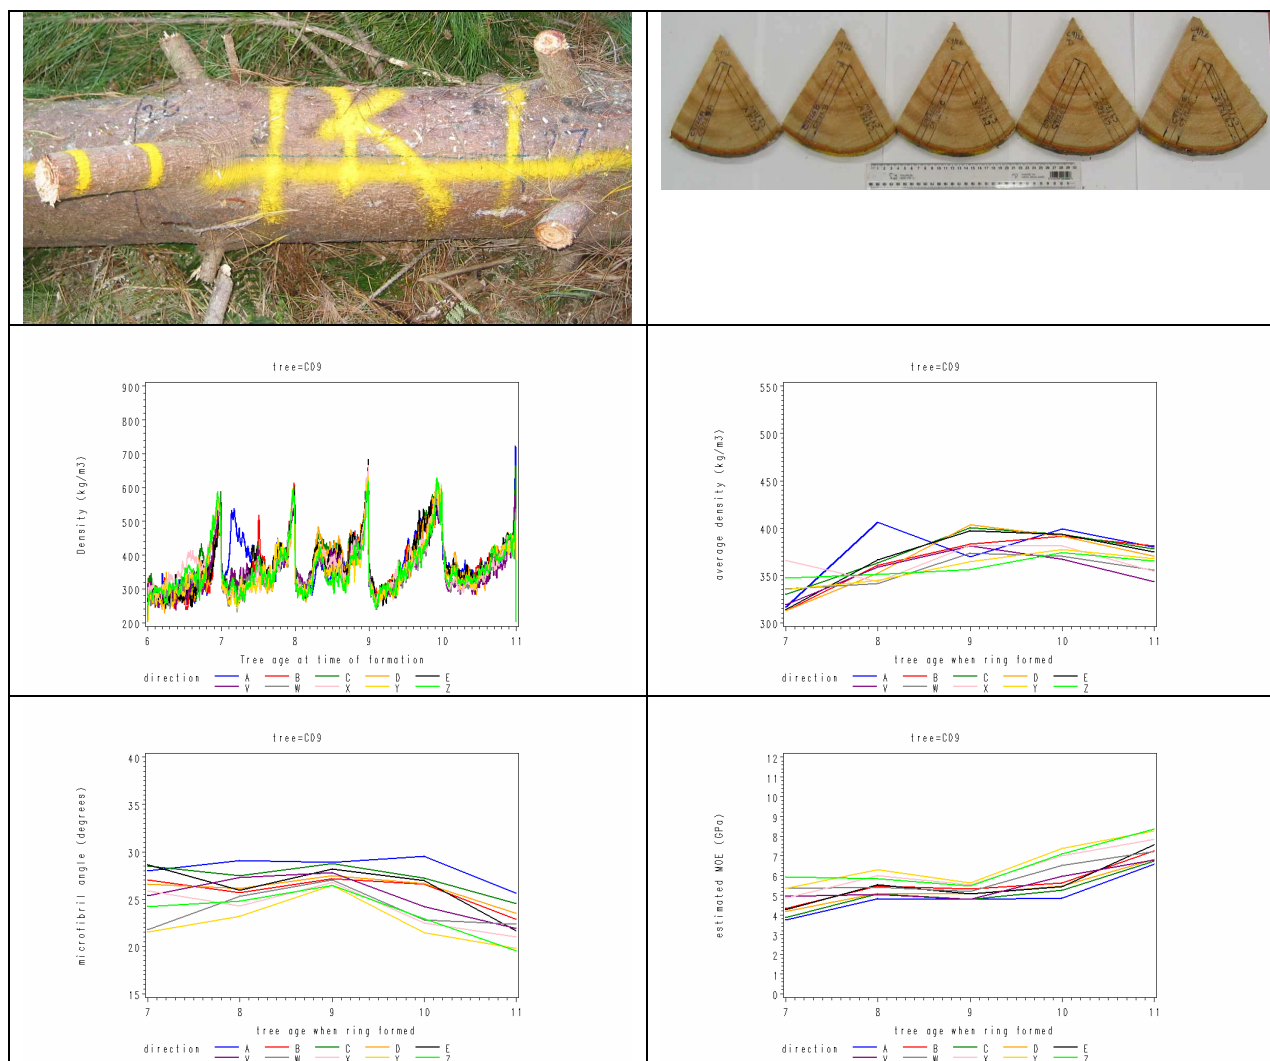 K
tree=CD9
900
800
700
600
500
400
300
200
Density (kg/m3)
6 7 8 9 10 11
Tree age at time of formation
direction A B C D E
V W X Y Z
tree=CD9
550
500
450
400
350
300
average density (kg/m3)
7 8 9 10 11
tree age when ring formed
direction A B C D E
V W X Y Z
tree=CD9
40
35
30
25
20
15
microfibril angle (degrees)
7 8 9 10 11
tree age when ring formed
direction A B C D E
V W X Y Z
tree=CD9
12
11
10
9
8
7
6
5
4
3
2
1
0
estimated MOE (GPa)
7 8 9 10 11
tree age when ring formed
direction A B C D E
V W X Y Z